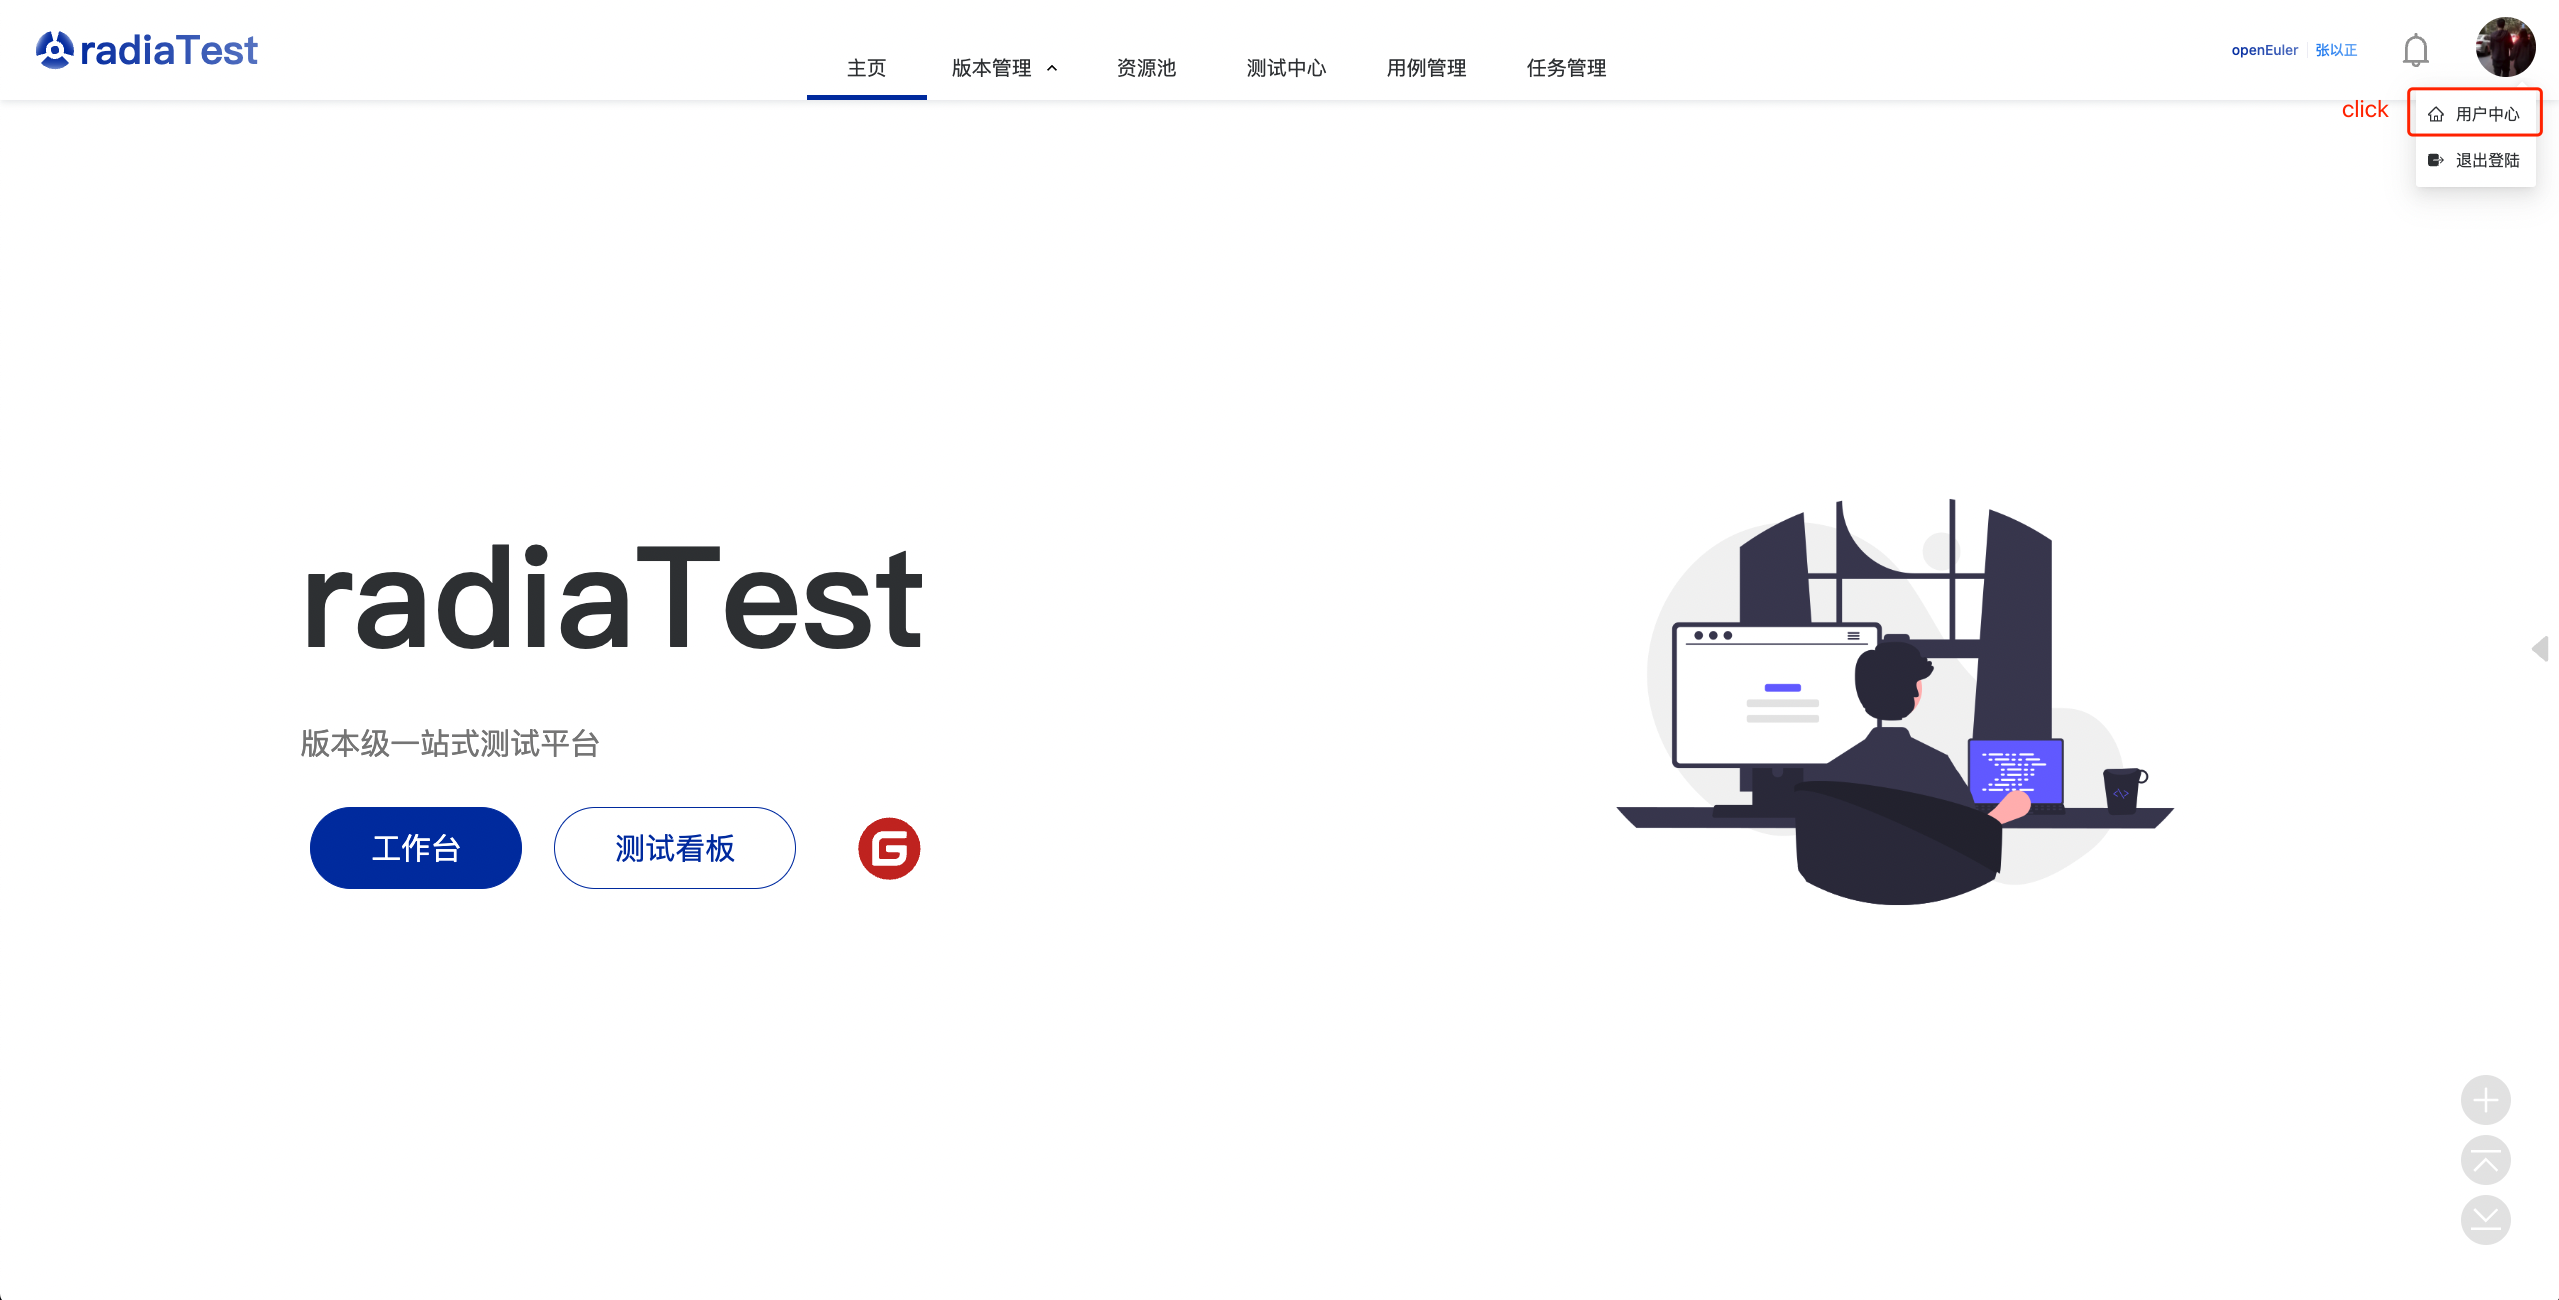 radiaTest
主页 版本管理 资源池 测试中心 用例管理 任务管理
openEuler 张以正
click
用户中心
退出登陆
radiaTest
版本级一站式测试平台
工作台 测试看板